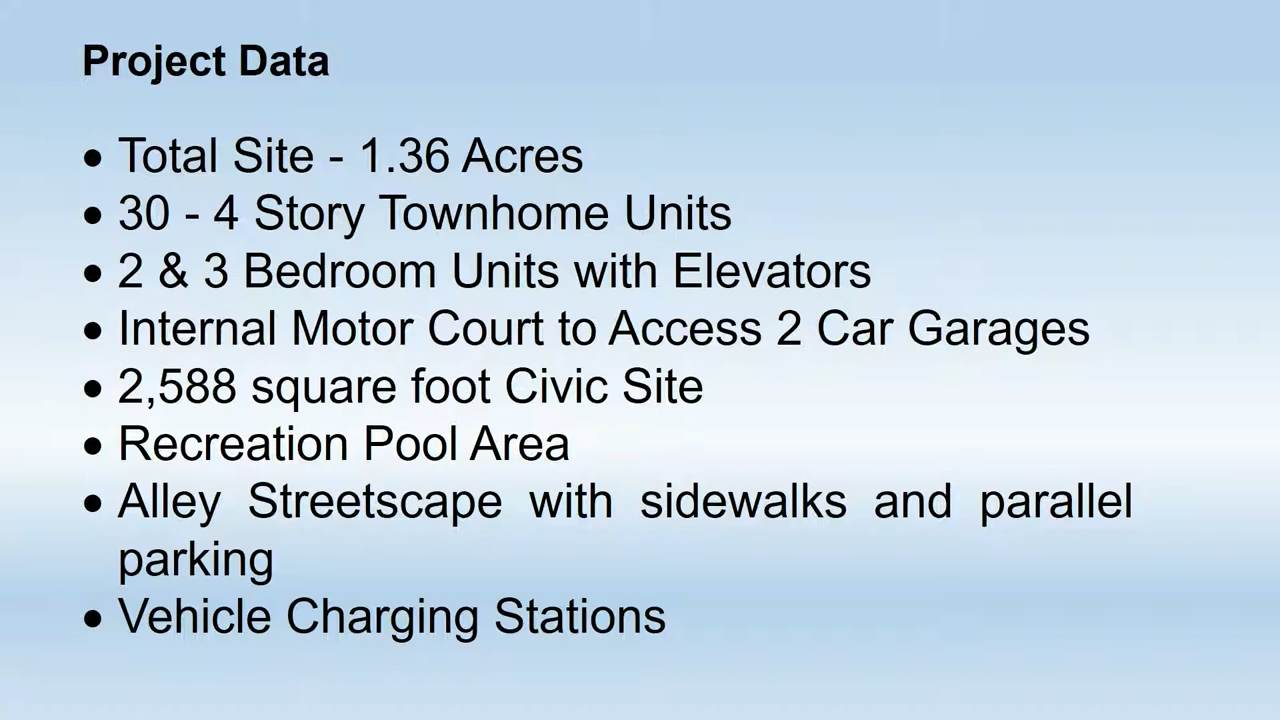 Project Data
• Total Site - 1.36 Acres
• 30 - 4 Story Townhome Units
• 2 & 3 Bedroom Units with Elevators
• Internal Motor Court to Access 2 Car Garages
• 2,588 square foot Civic Site
• Recreation Pool Area
• Alley Streetscape with sidewalks and parallel
parking
• Vehicle Charging Stations